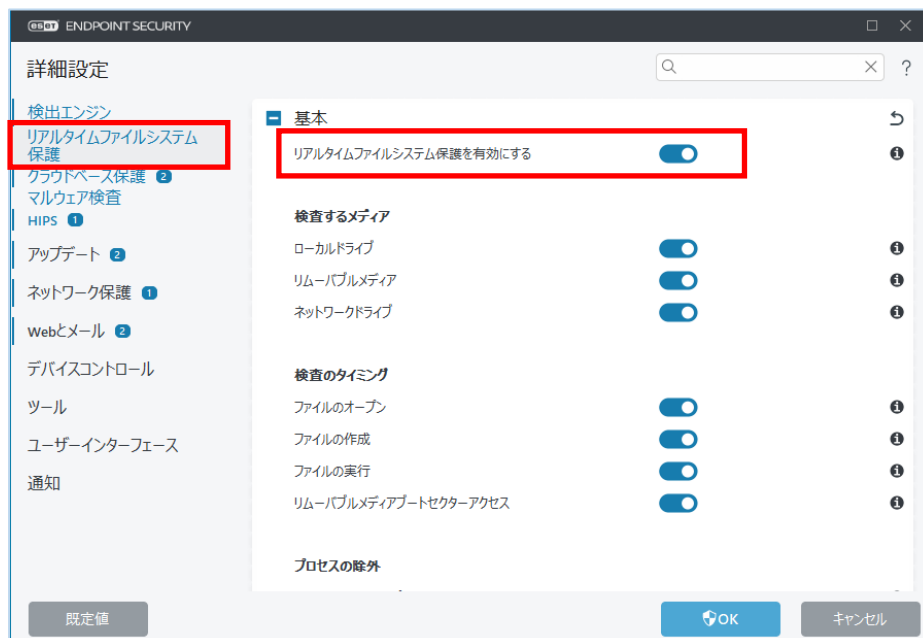 eset ENDPOINT SECURITY
詳細設定
検出エンジン
リアルタイムファイルシステム
保護
クラウドベース保護 2
マルウェア検査
HIPS 1
アップデート 2
ネットワーク保護 1
Webとメール 2
デバイスコントロール
ツール
ユーザーインターフェース
通知
基本
リアルタイムファイルシステム保護を有効にする
検査するメディア
ローカルドライブ
リムーバブルメディア
ネットワークドライブ
検査のタイミング
ファイルのオープン
ファイルの作成
ファイルの実行
リムーバブルメディアブートセクターアクセス
プロセスの除外
既定値
OK
キャンセル